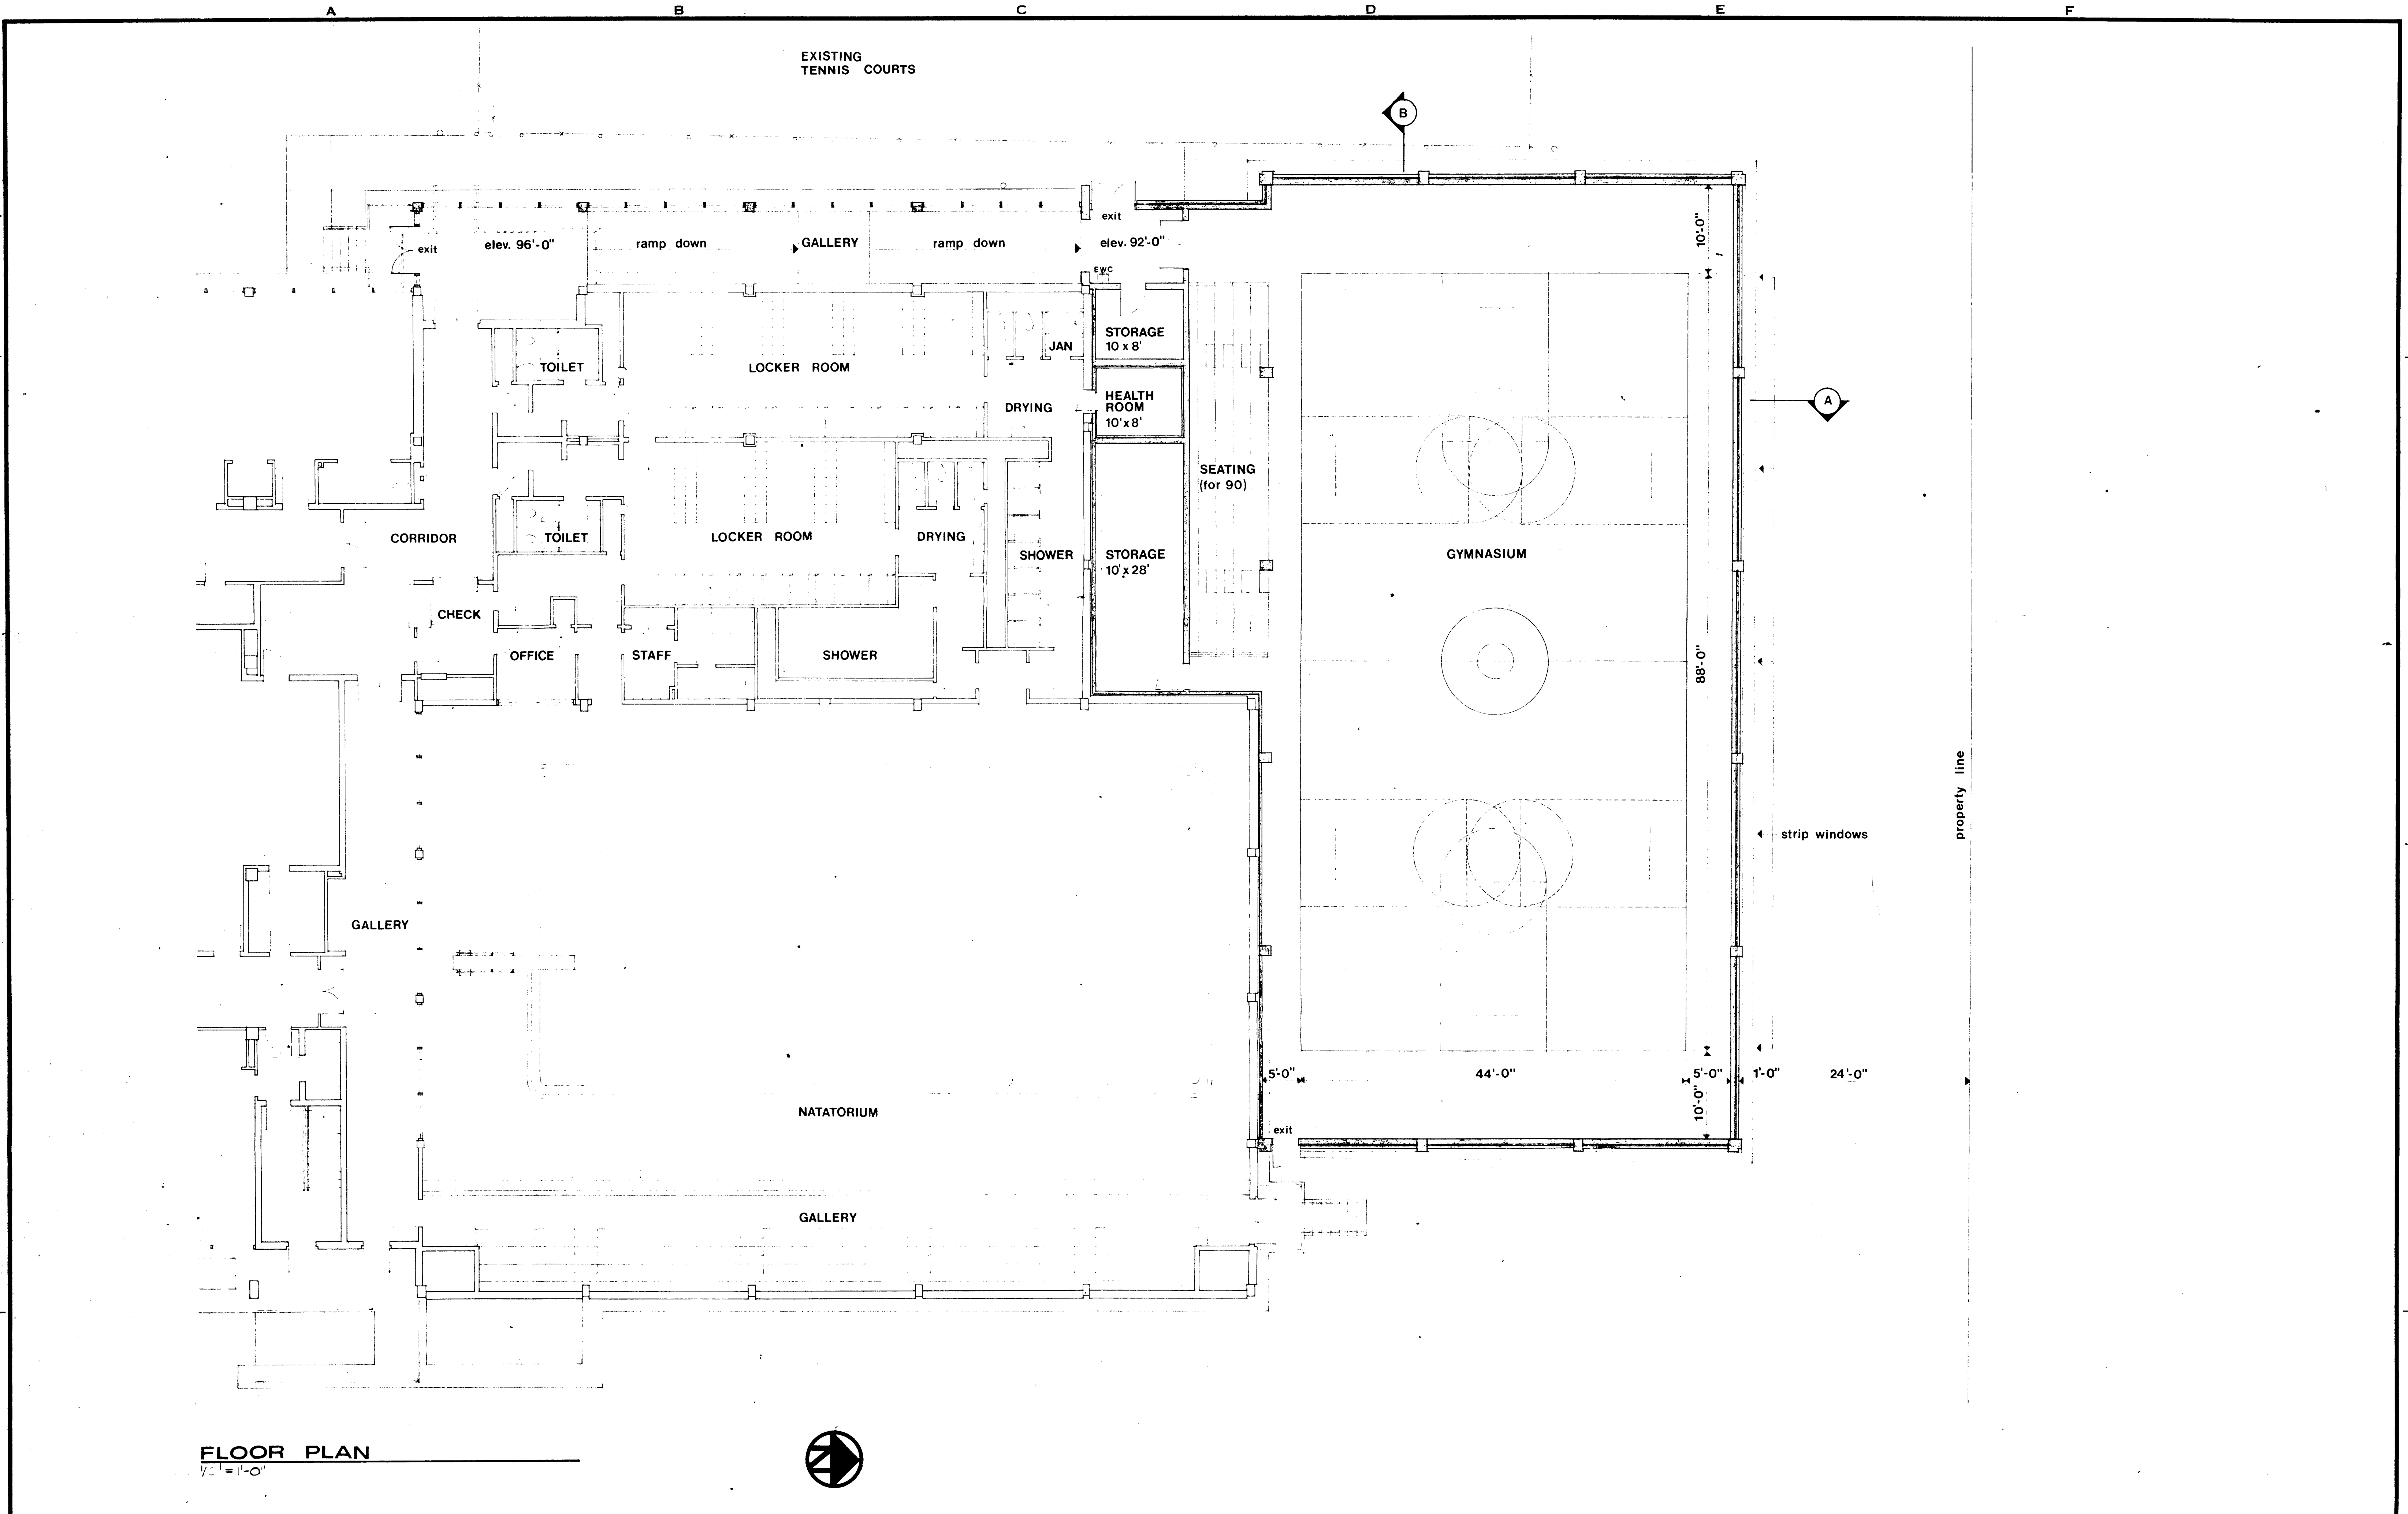 A B C D E F
EXISTING
TENNIS COURTS
B
exit
exit
elev. 96'-0"
ramp down
GALLERY
ramp down
elev. 92'-0"
10'-0"
EWC
STORAGE
10 x 8'
JAN
TOILET
LOCKER ROOM
HEALTH
ROOM
10'x 8'
DRYING
A
SEATING
(for 90)
CORRIDOR
TOILET
LOCKER ROOM
DRYING
SHOWER
STORAGE
10' x 28'
GYMNASIUM
CHECK
OFFICE
STAFF
SHOWER
88'-0"
property line
strip windows
GALLERY
5'-0"
44'-0"
5'-0"
1'-0"
24'-0"
10'-0"
NATATORIUM
exit
GALLERY
FLOOR PLAN
N